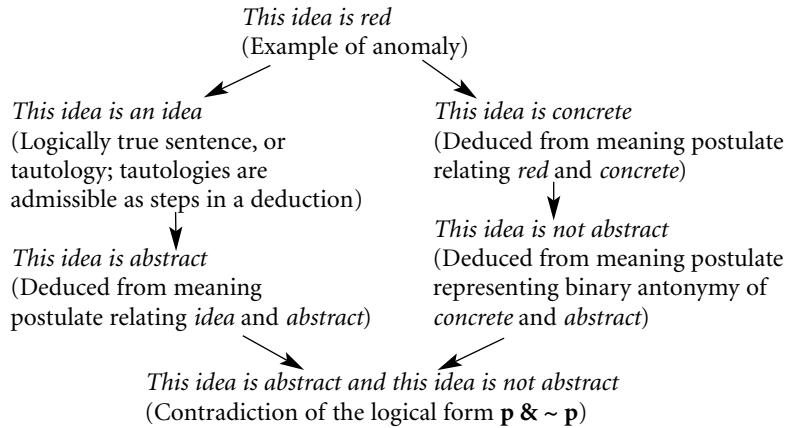 This idea is red
(Example of anomaly)
This idea is an idea
(Logically true sentence, or
tautology; tautologies are
admissible as steps in a deduction)
This idea is abstract
(Deduced from meaning
postulate relating idea and abstract)
This idea is concrete
(Deduced from meaning postulate
relating red and concrete)
This idea is not abstract
(Deduced from meaning postulate
representing binary antonymy of
concrete and abstract)
This idea is abstract and this idea is not abstract
(Contradiction of the logical form p & ~ p)